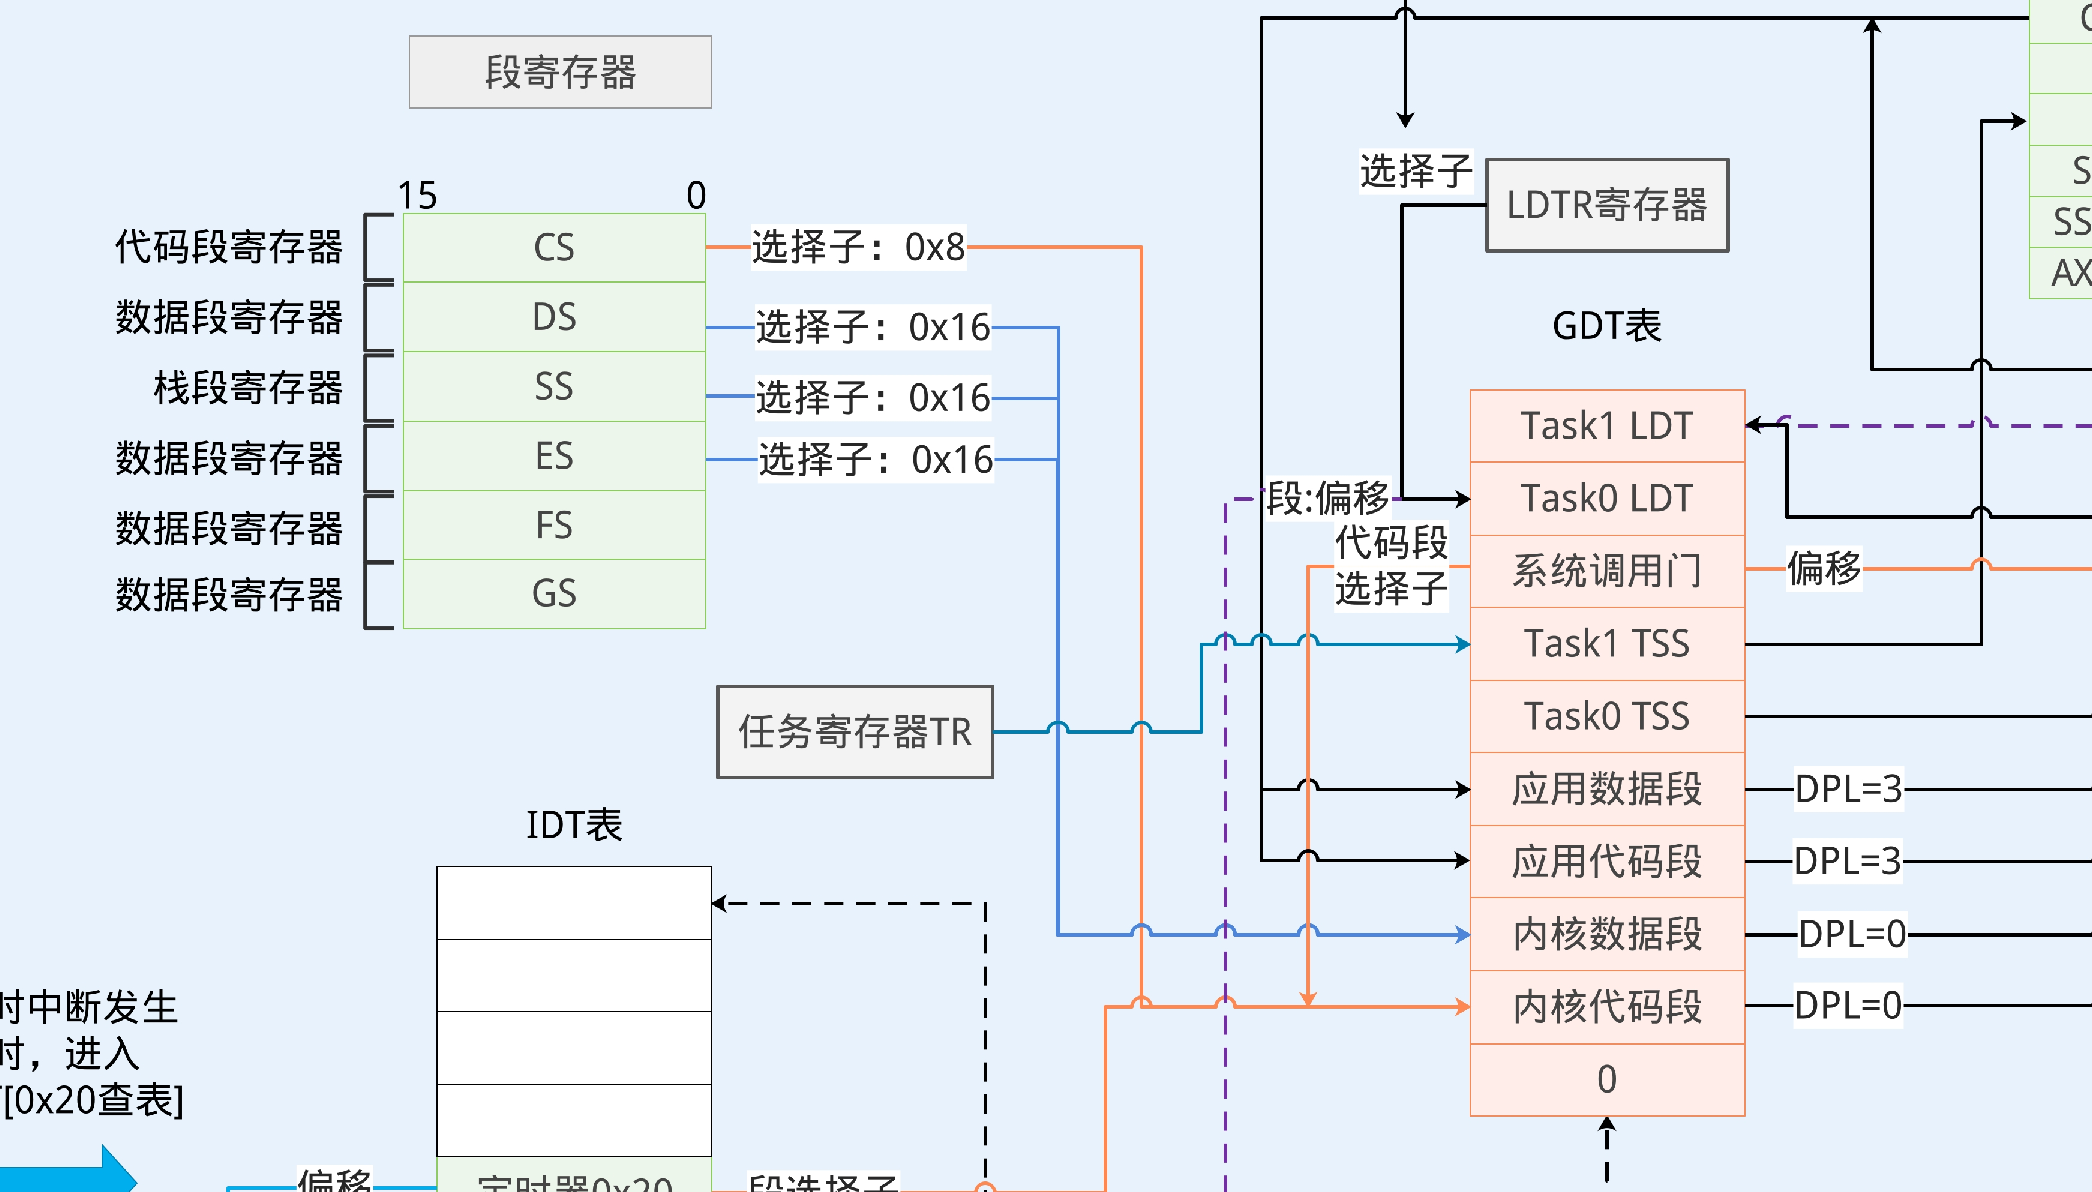 段寄存器
15 0
代码段寄存器 CS 选择子：0x8
数据段寄存器 DS 选择子：0x16
栈段寄存器 SS 选择子：0x16
数据段寄存器 ES 选择子：0x16
数据段寄存器 FS
数据段寄存器 GS
任务寄存器TR
选择子
LDTR寄存器
GDT表
Task1 LDT
段:偏移
Task0 LDT
代码段
选择子
系统调用门
偏移
Task1 TSS
Task0 TSS
应用数据段 DPL=3
应用代码段 DPL=3
内核数据段 DPL=0
内核代码段 DPL=0
0
SS
AX
IDT表
时中断发生
时，进入
[0x20查表]
偏移
定时器0x20
段选择子